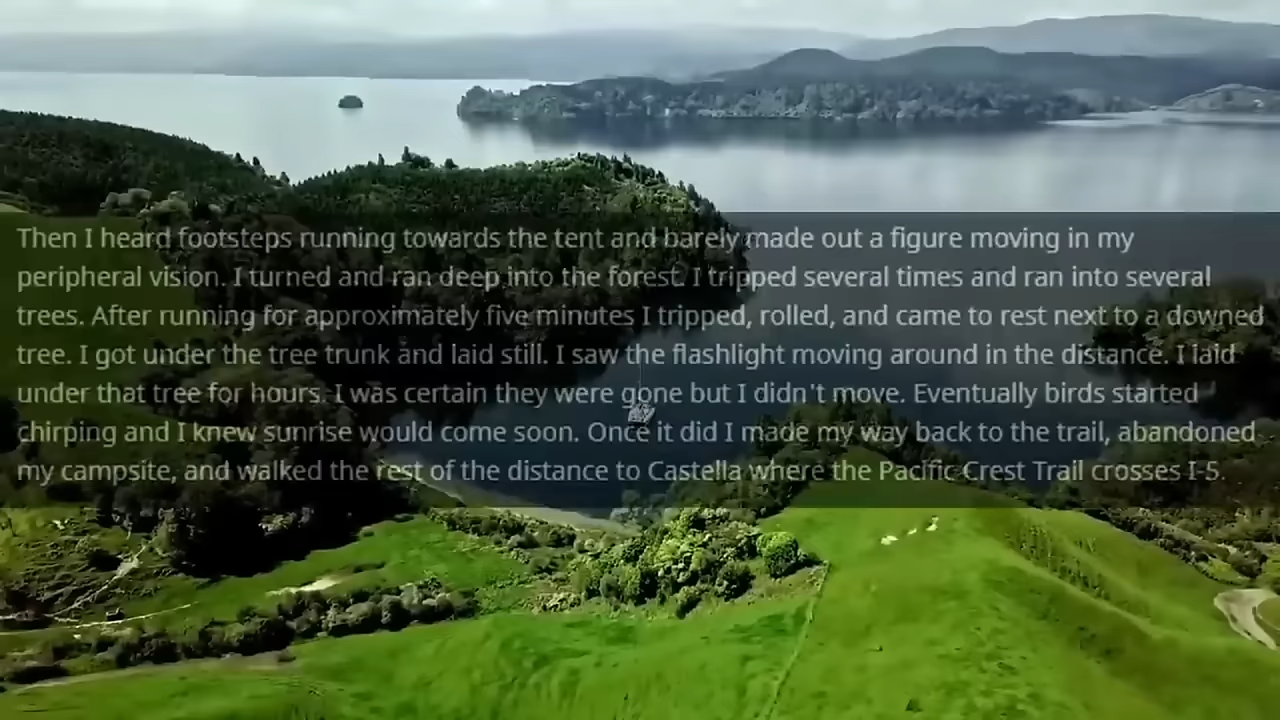 Then I heard footsteps running towards the tent and barely made out a figure moving in my
peripheral vision. I turned and ran deep into the forest. I tripped several times and ran into several
trees. After running for approximately five minutes I tripped, rolled, and came to rest next to a downed
tree. I got under the tree trunk and laid still. I saw the flashlight moving around in the distance. I laid
under that tree for hours. I was certain they were gone but I didn't move. Eventually birds started
chirping and I knew sunrise would come soon. Once it did I made my way back to the trail, abandoned
my campsite, and walked the rest of the distance to Castella where the Pacific Crest Trail crosses I-5.